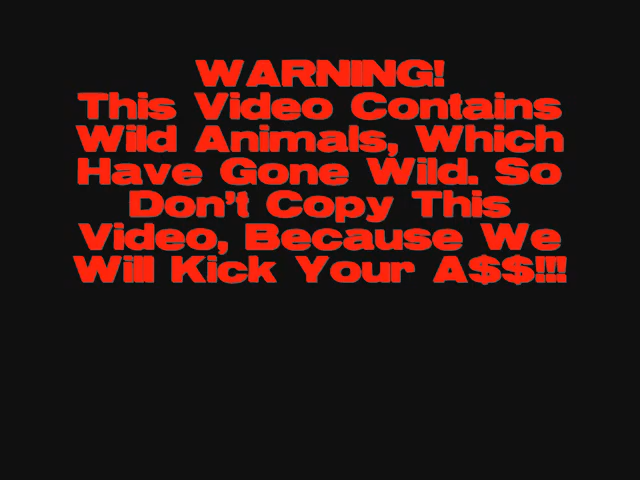 WARNING!
This Video Contains
Wild Animals, Which
Have Gone Wild. So
Don't Copy This
Video, Because We
Will Kick Your A$$!!!